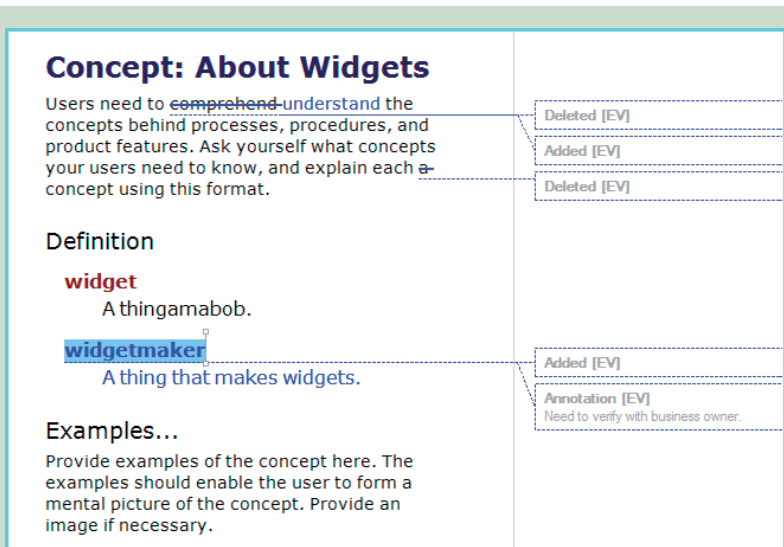 Concept: About Widgets
Users need to comprehend understand the
concepts behind processes, procedures, and
product features. Ask yourself what concepts
your users need to know, and explain each a
concept using this format.
Deleted [EV]
Added [EV]
Deleted [EV]
Definition
widget
A thingamabob.
widgetmaker
A thing that makes widgets.
Added [EV]
Annotation [EV]
Need to verify with business owner.
Examples...
Provide examples of the concept here. The
examples should enable the user to form a
mental picture of the concept. Provide an
image if necessary.